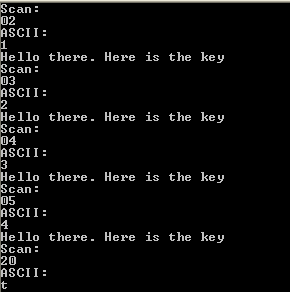 Scan:
02
ASCII:
1
Hello there. Here is the key
Scan:
03
ASCII:
2
Hello there. Here is the key
Scan:
04
ASCII:
3
Hello there. Here is the key
Scan:
05
ASCII:
4
Hello there. Here is the key
Scan:
20
ASCII:
t